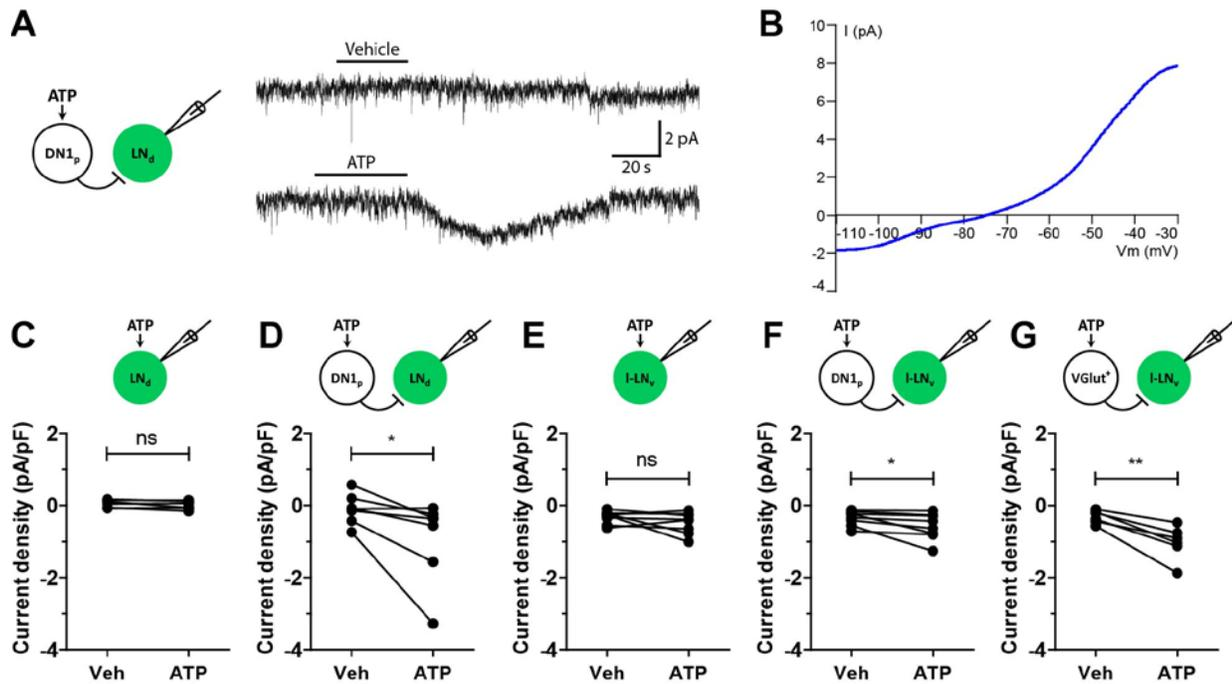 A
ATP
DN1p
LNd
Vehicle
ATP
2 pA
20 s
B
I (pA)
10
8
6
4
2
0
-2
-4
-110 -100 -90 -80 -70 -60 -50 -40 -30
Vm (mV)
C
ATP
LNd
Current density (pA/pF)
2
0
-2
-4
ns
Veh ATP
D
ATP
DN1p
LNd
Current density (pA/pF)
2
0
-2
-4
*
Veh ATP
E
ATP
l-LNv
Current density (pA/pF)
2
0
-2
-4
ns
Veh ATP
F
ATP
DN1p
l-LNv
Current density (pA/pF)
2
0
-2
-4
*
Veh ATP
G
ATP
VGlut+
l-LNv
Current density (pA/pF)
2
0
-2
-4
**
Veh ATP